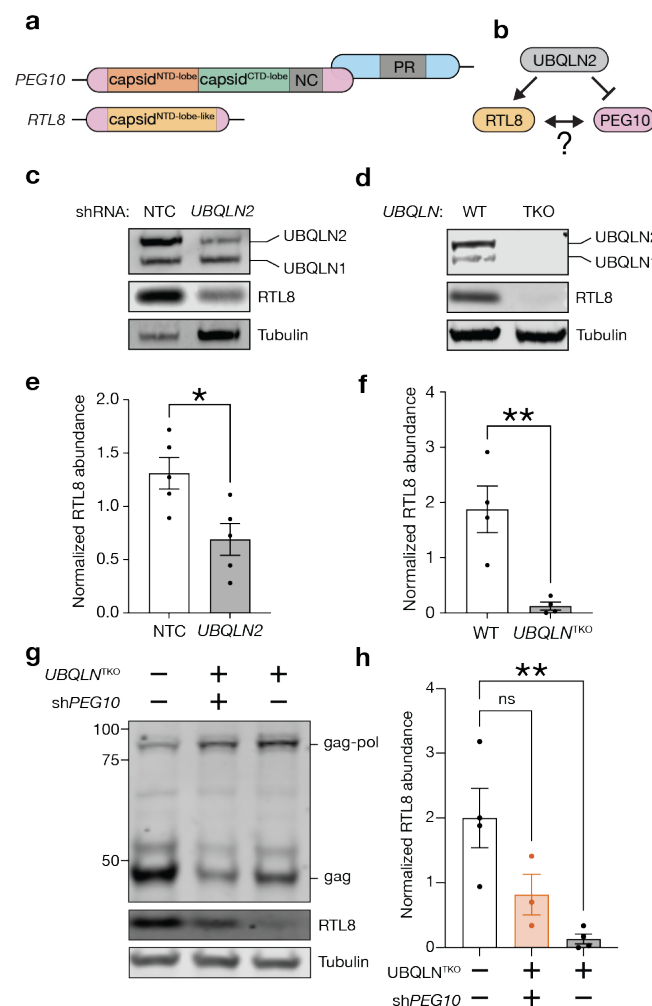 a
PEG10
capsidNTD-lobe
capsidCTD-lobe
NC
PR
RTL8
capsidNTD-lobe-like
b
UBQLN2
RTL8
PEG10
?
c
shRNA: NTC UBQLN2
UBQLN2
UBQLN1
RTL8
Tubulin
d
UBQLN: WT TKO
UBQLN2
UBQLN1
RTL8
Tubulin
e
Normalized RTL8 abundance
2.0
1.5
1.0
0.5
0.0
*
NTC UBQLN2
f
Normalized RTL8 abundance
4
3
2
1
0
**
WT UBQLNTKO
g
UBQLNTKO − + +
shPEG10 − + −
100
75
50
gag-pol
gag
RTL8
Tubulin
h
Normalized RTL8 abundance
4
3
2
1
0
**
ns
UBQLNTKO − + +
shPEG10 − + −